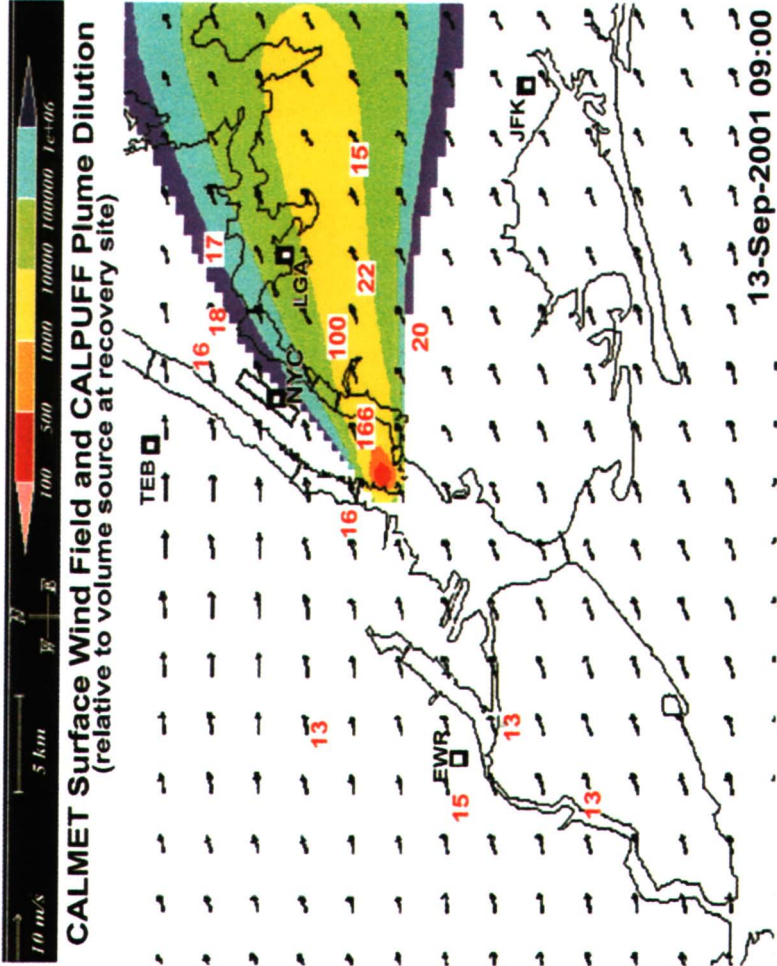 10 m/s
5 km
N
W E
100 500 1000 10000 100000 1e+06
CALMET Surface Wind Field and CALPUFF Plume Dilution
(relative to volume source at recovery site)
TEB
16
18
17
NYC
LGA
16
166
100
22
15
20
13
EWR
15
13
13
JFK
13-Sep-2001 09:00